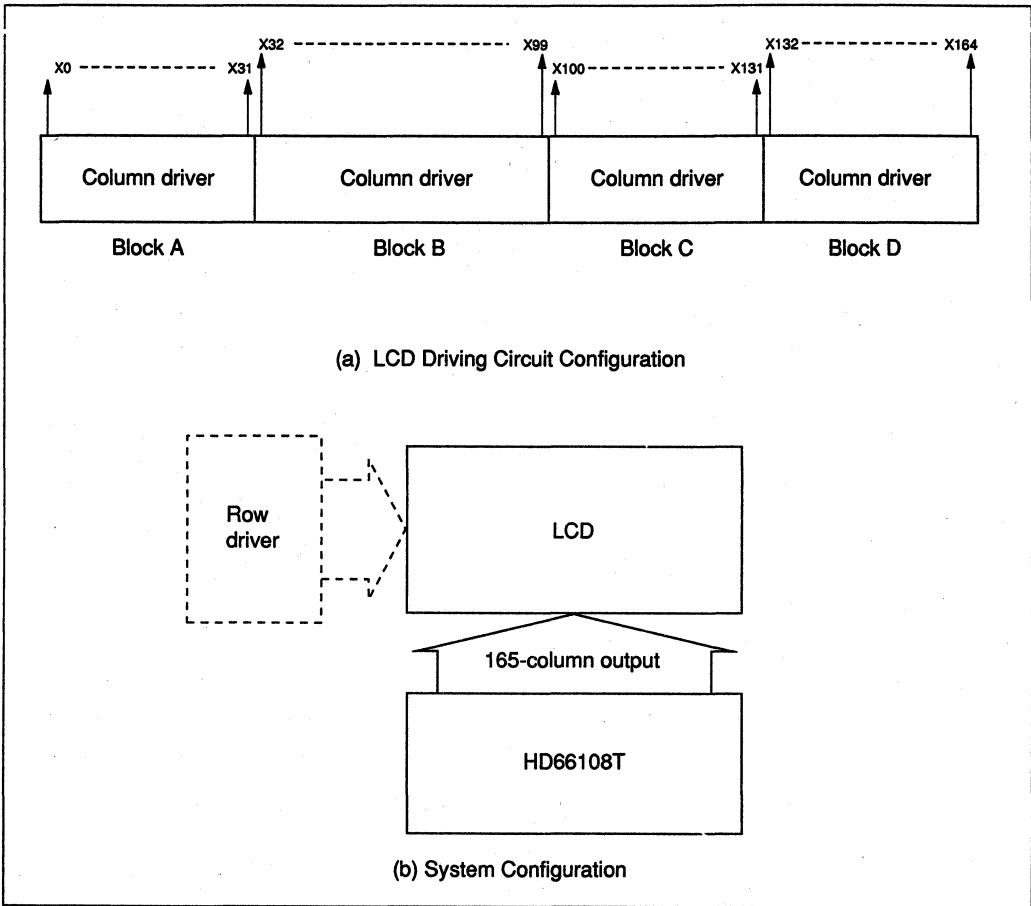 X0 X31 X32 X99 X100 X131 X132 X164
Column driver Column driver Column driver Column driver
Block A Block B Block C Block D
(a) LCD Driving Circuit Configuration
Row
driver
LCD
165-column output
HD66108T
(b) System Configuration